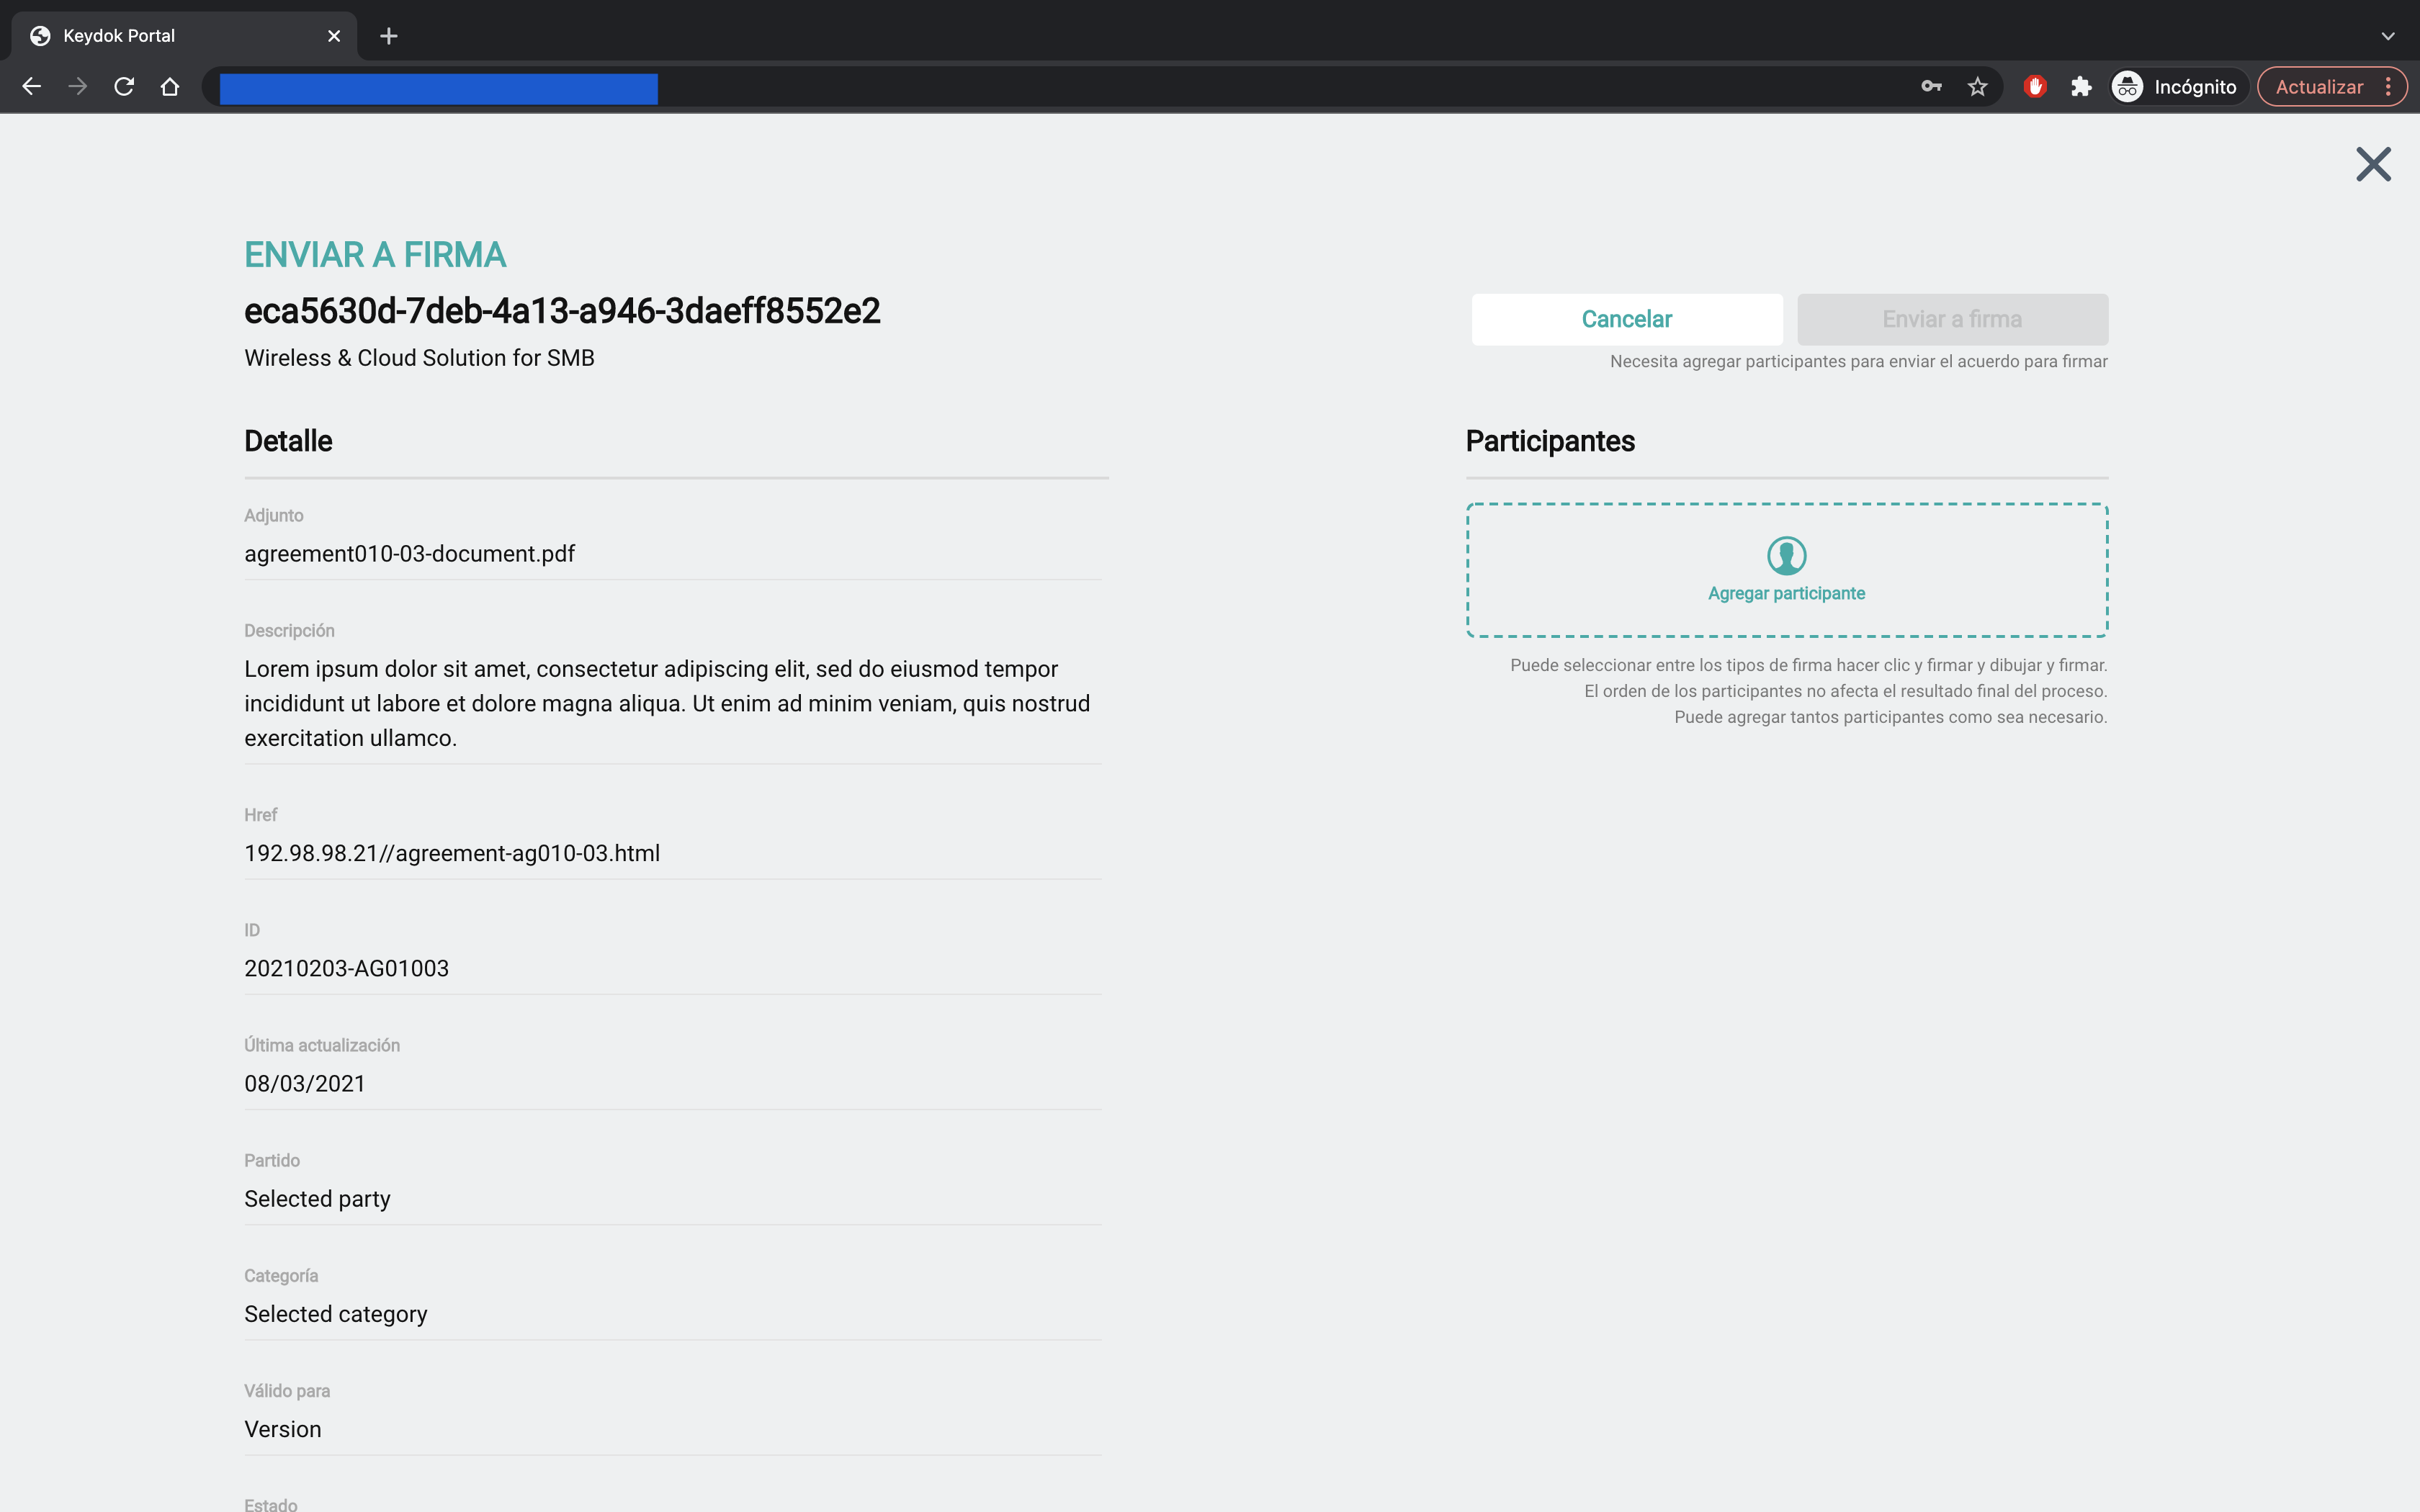 Keydok Portal
Incógnito
Actualizar
ENVIAR A FIRMA
eca5630d-7deb-4a13-a946-3daeff8552e2
Wireless & Cloud Solution for SMB
Cancelar
Enviar a firma
Necesita agregar participantes para enviar el acuerdo para firmar
Detalle
Adjunto
agreement010-03-document.pdf
Descripción
Lorem ipsum dolor sit amet, consectetur adipiscing elit, sed do eiusmod tempor
incididunt ut labore et dolore magna aliqua. Ut enim ad minim veniam, quis nostrud
exercitation ullamco.
Href
192.98.98.21//agreement-ag010-03.html
ID
20210203-AG01003
Última actualización
08/03/2021
Partido
Selected party
Categoría
Selected category
Válido para
Version
Estado
Participantes
Agregar participante
Puede seleccionar entre los tipos de firma hacer clic y firmar y dibujar y firmar.
El orden de los participantes no afecta el resultado final del proceso.
Puede agregar tantos participantes como sea necesario.